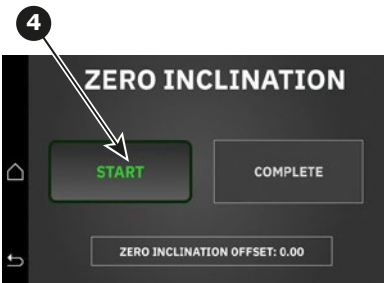 4
ZERO INCLINATION
START
COMPLETE
ZERO INCLINATION OFFSET: 0.00